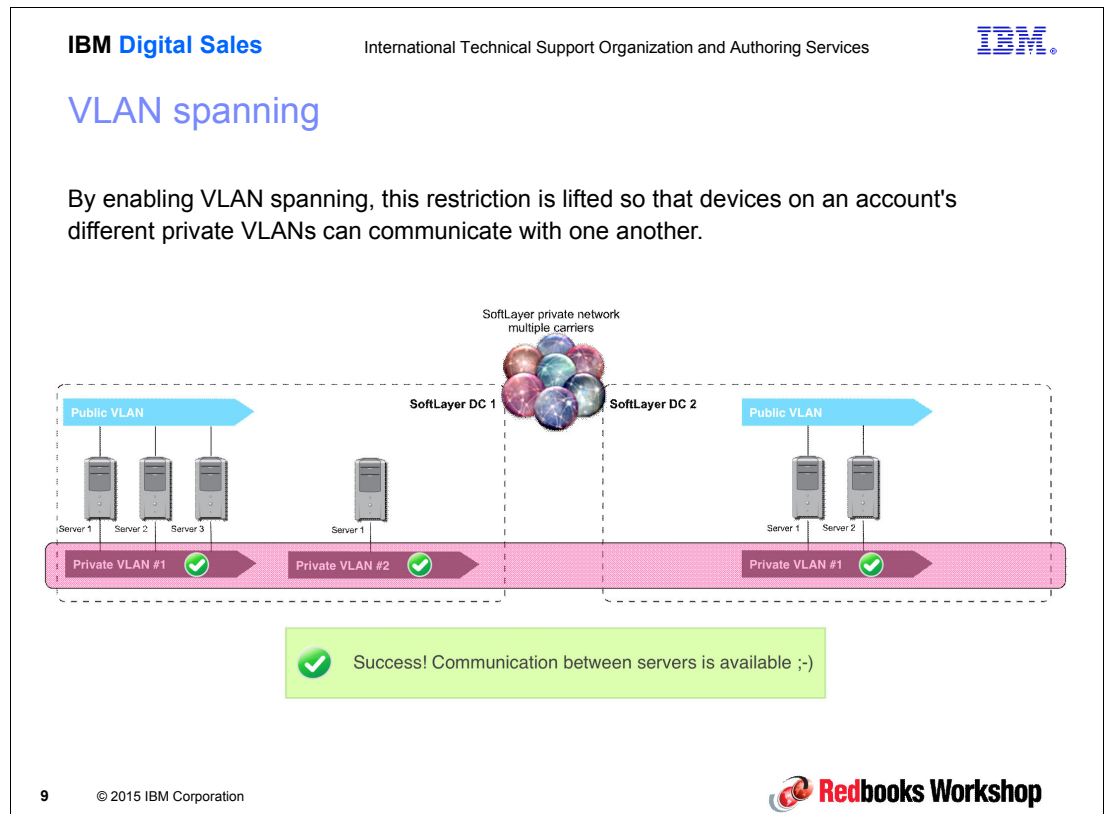 IBM Digital Sales
International Technical Support Organization and Authoring Services
IBM®
VLAN spanning
By enabling VLAN spanning, this restriction is lifted so that devices on an account's
different private VLANs can communicate with one another.
SoftLayer private network
multiple carriers
SoftLayer DC 1
SoftLayer DC 2
Public VLAN
Public VLAN
Server 1
Server 2
Server 3
Server 1
Server 1
Server 2
Private VLAN #1
Private VLAN #2
Private VLAN #1
Success! Communication between servers is available ;-)
9
© 2015 IBM Corporation
Redbooks Workshop